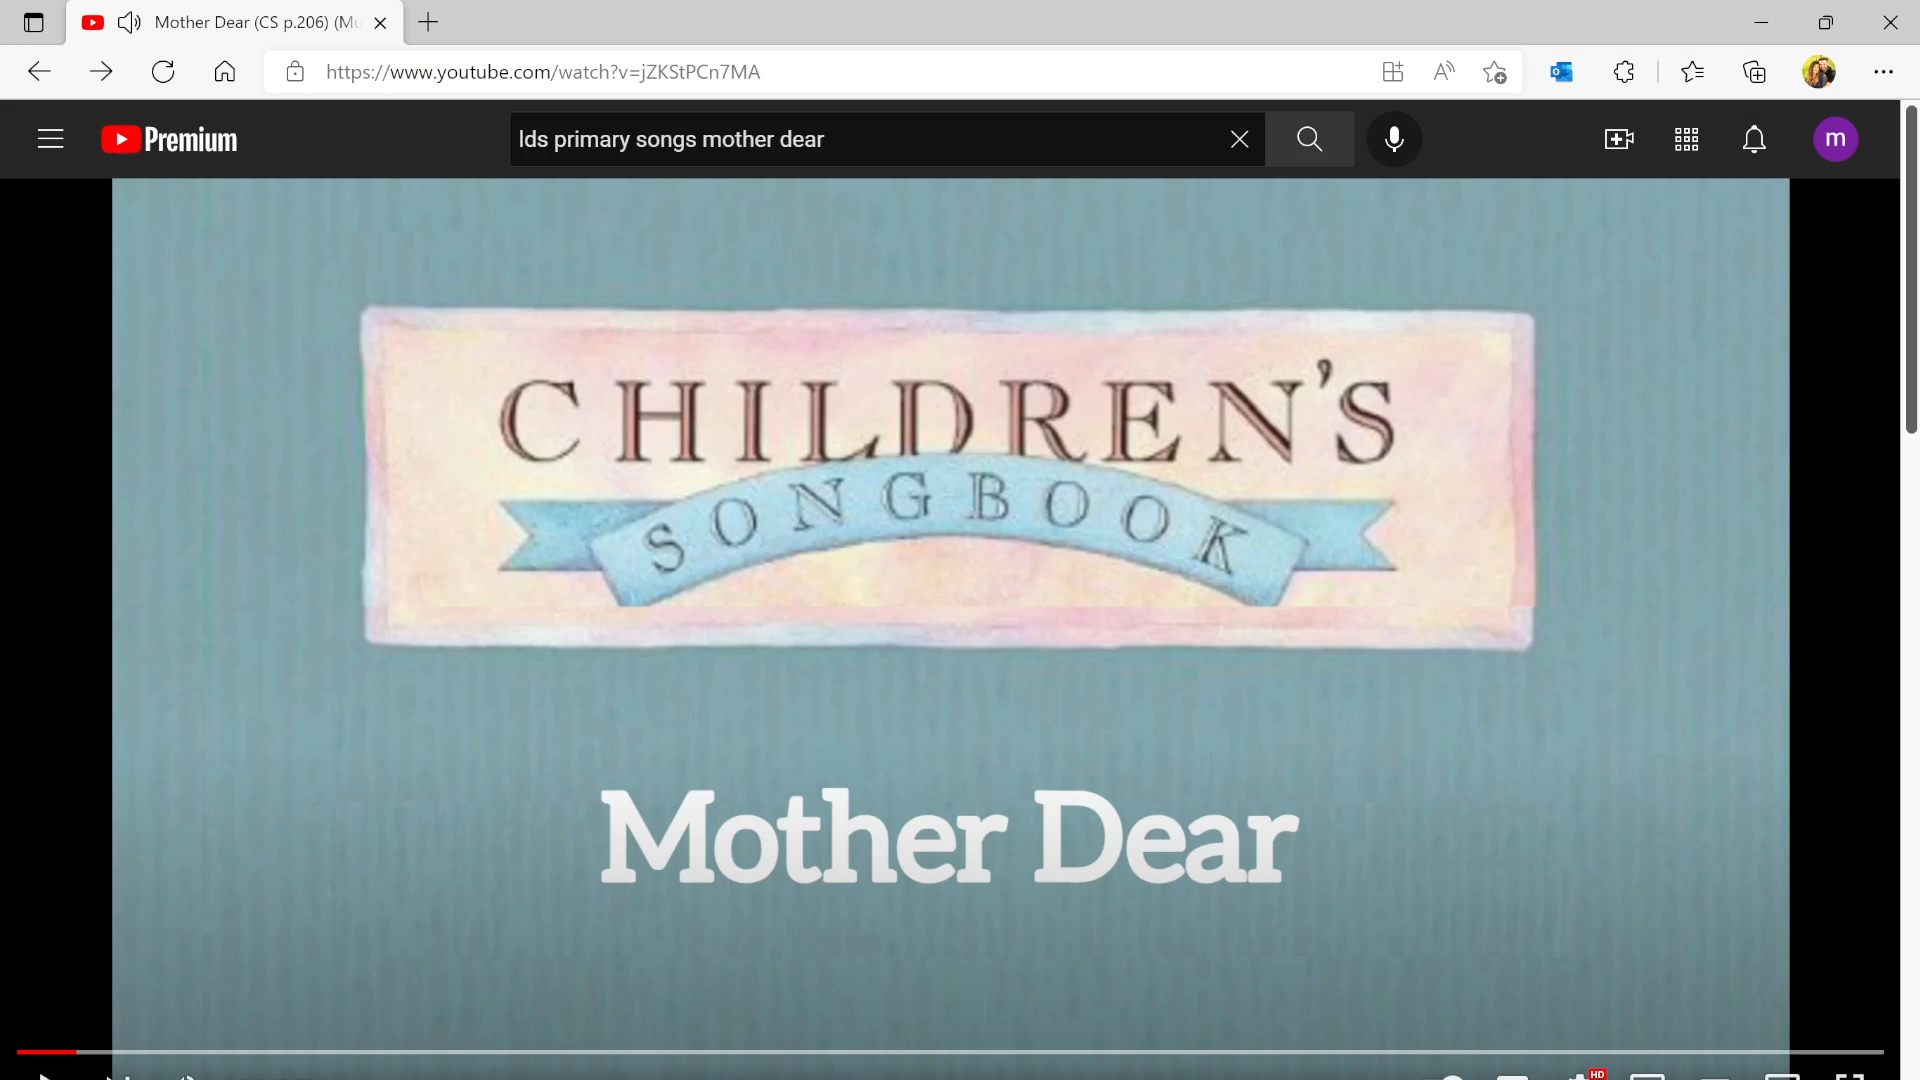 Mother Dear (CS p.206) (Mu
https://www.youtube.com/watch?v=jZKStPCn7MA
Premium
lds primary songs mother dear
m
CHILDREN'S
SONGBOOK
Mother Dear
HD